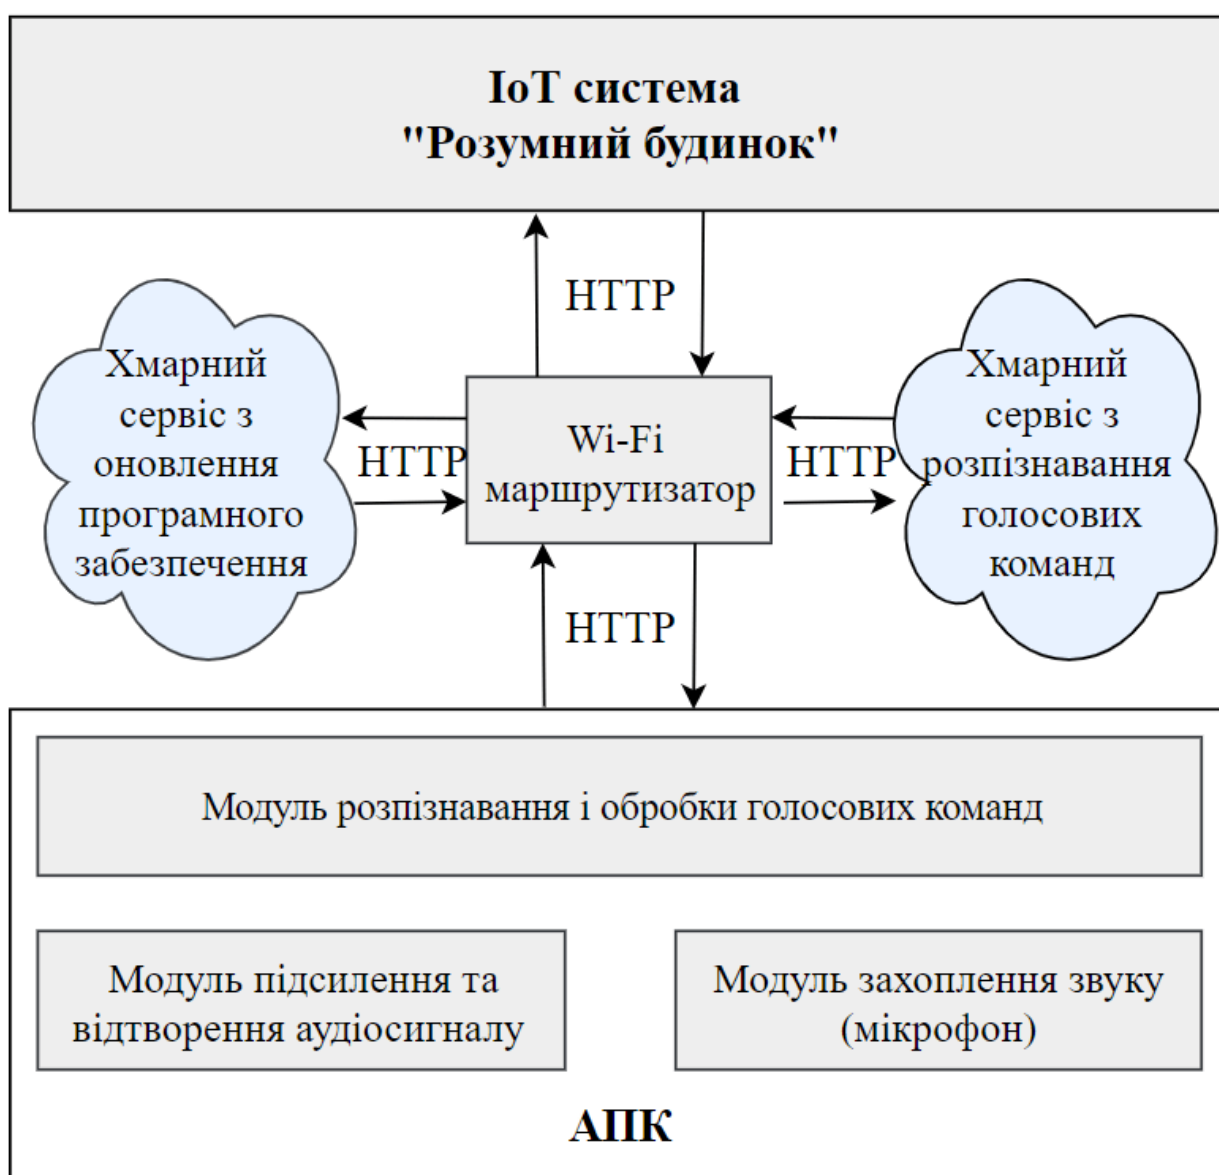 IoT система
"Розумний будинок"
HTTP
Хмарний
сервіс з
оновлення
програмного
забезпечення
HTTP
Wi-Fi
маршрутизатор
HTTP
Хмарний
сервіс з
розпізнавання
голосових
команд
HTTP
Модуль розпізнавання і обробки голосових команд
Модуль підсилення та
відтворення аудіосигналу
Модуль захоплення звуку
(мікрофон)
АПК